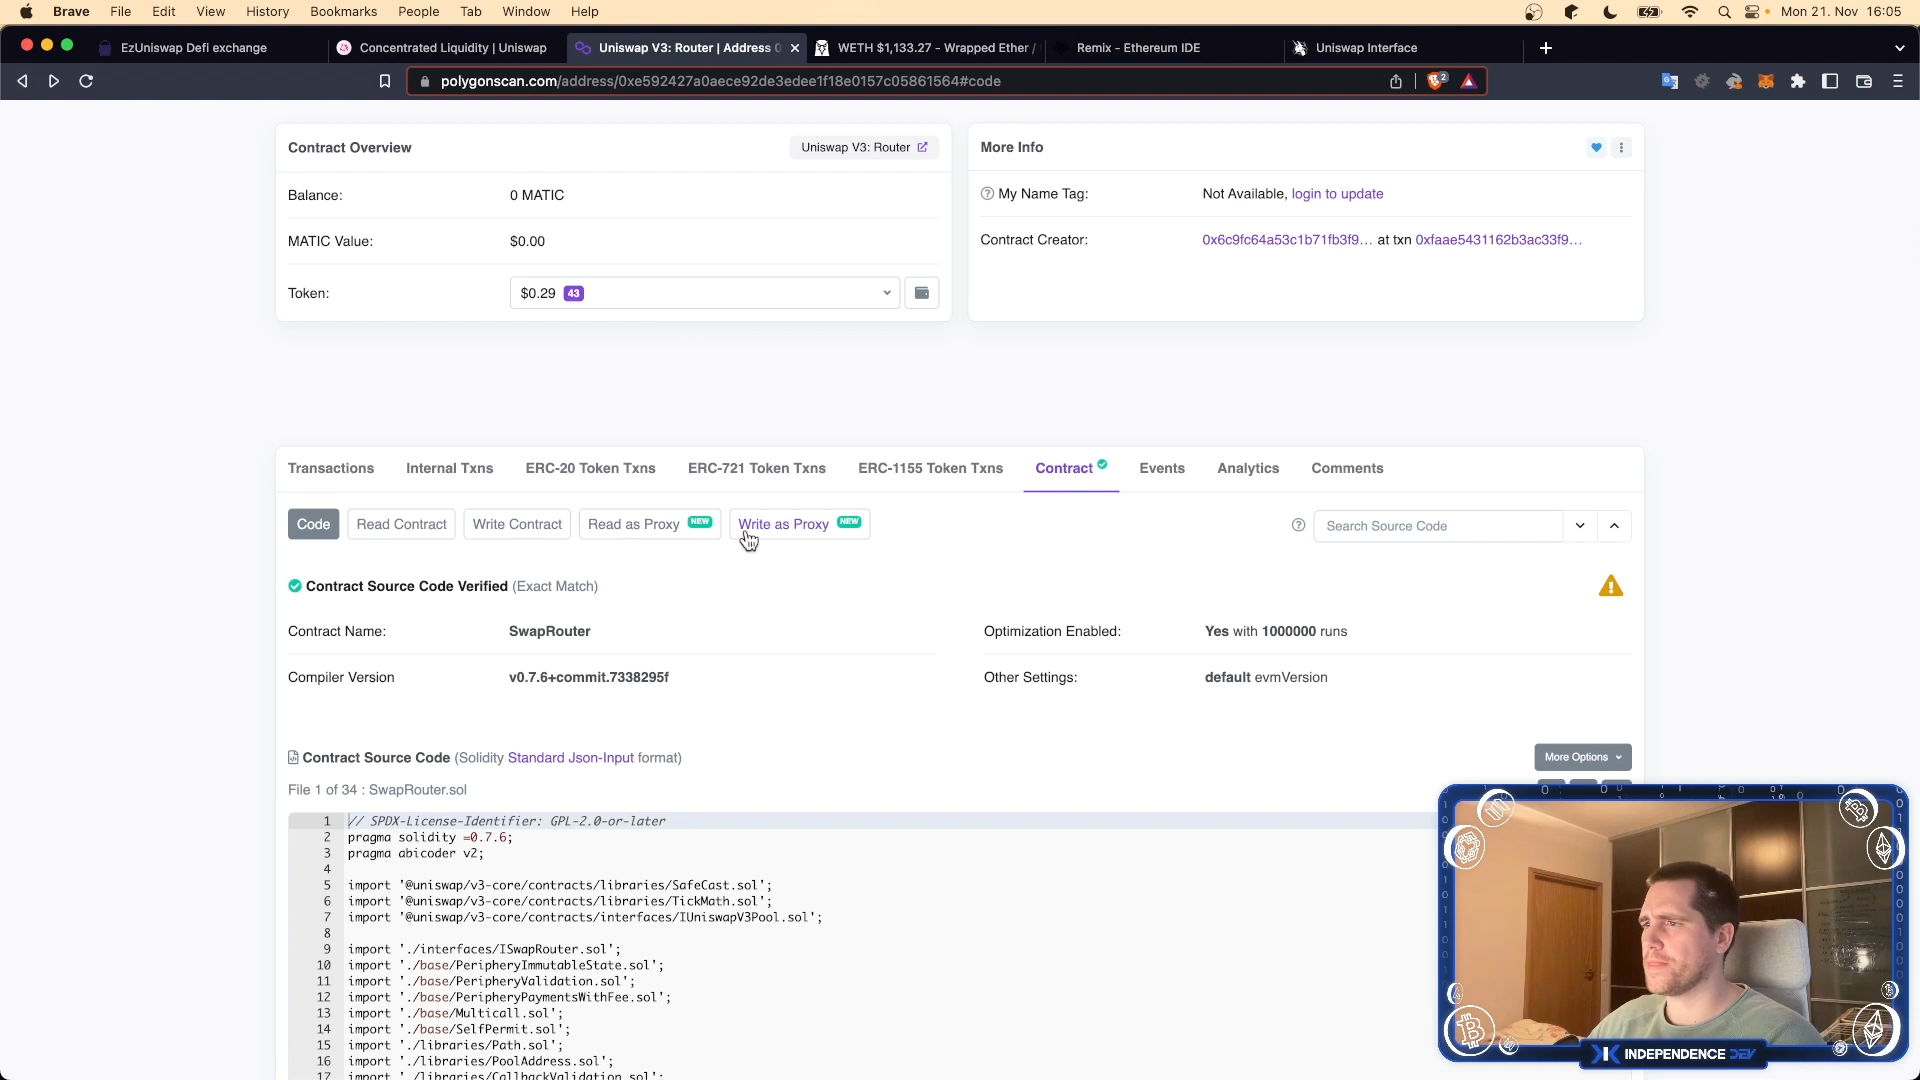 Brave File Edit View History Bookmarks People Tab Window Help Mon 21. Nov 16:05
EzUniswap Defi exchange Concentrated Liquidity | Uniswap Uniswap V3: Router | Address 0 WETH $1,133.27 - Wrapped Ether / Remix - Ethereum IDE Uniswap Interface
polygonscan.com/address/0xe592427a0aece92de3edee1f18e0157c05861564#code 2
Contract Overview Uniswap V3: Router
Balance: 0 MATIC
MATIC Value: $0.00
Token: $0.29 43
More Info
My Name Tag: Not Available, login to update
Contract Creator: 0x6c9fc64a53c1b71fb3f9... at txn 0xfaae5431162b3ac33f9...
Transactions Internal Txns ERC-20 Token Txns ERC-721 Token Txns ERC-1155 Token Txns Contract Events Analytics Comments
Code Read Contract Write Contract Read as Proxy NEW Write as Proxy NEW Search Source Code
Contract Source Code Verified (Exact Match)
Contract Name: SwapRouter Optimization Enabled: Yes with 1000000 runs
Compiler Version v0.7.6+commit.7338295f Other Settings: default evmVersion
Contract Source Code (Solidity Standard Json-Input format) More Options
File 1 of 34 : SwapRouter.sol
1 // SPDX-License-Identifier: GPL-2.0-or-later
2 pragma solidity =0.7.6;
3 pragma abicoder v2;
4
5 import '@uniswap/v3-core/contracts/libraries/SafeCast.sol';
6 import '@uniswap/v3-core/contracts/libraries/TickMath.sol';
7 import '@uniswap/v3-core/contracts/interfaces/IUniswapV3Pool.sol';
8
9 import './interfaces/ISwapRouter.sol';
10 import './base/PeripheryImmutableState.sol';
11 import './base/PeripheryValidation.sol';
12 import './base/PeripheryPaymentsWithFee.sol';
13 import './base/Multicall.sol';
14 import './base/SelfPermit.sol';
15 import './libraries/Path.sol';
16 import './libraries/PoolAddress.sol';
17 import './libraries/CallbackValidation.sol';
INDEPENDENCE DEV